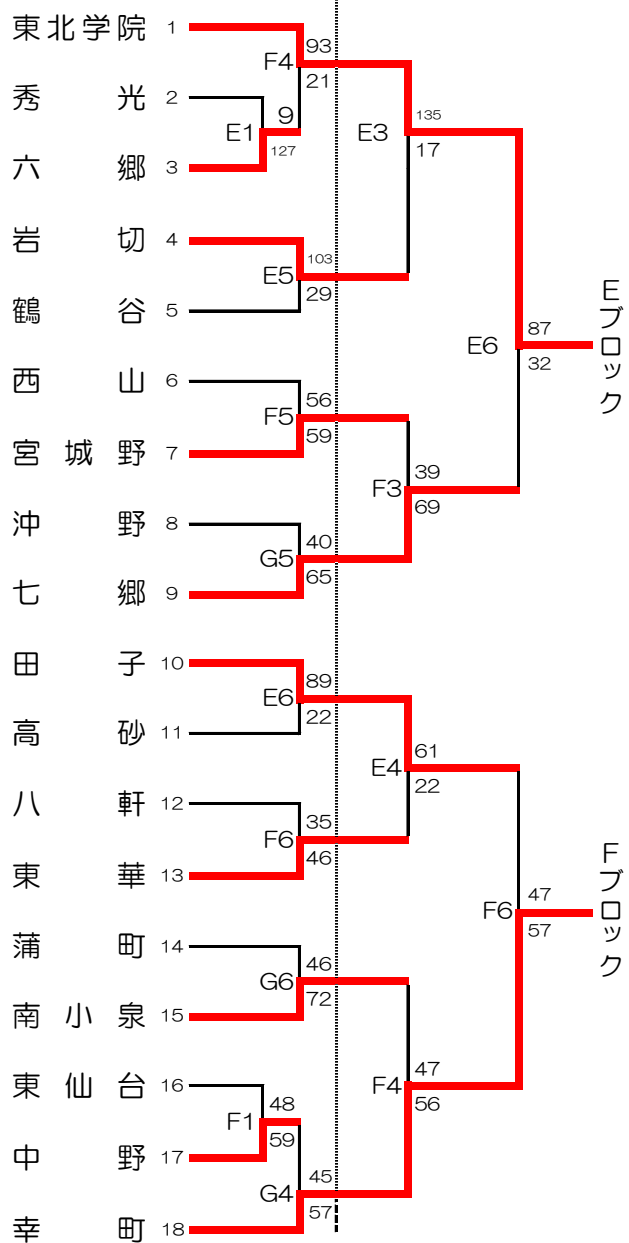 東北学院 1
93
F4
21
秀光 2
9
E1
127
E3
135
17
六郷 3
岩切 4
103
E5
29
鶴谷 5
Eブロック
87
E6
32
西山 6
56
F5
59
宮城野 7
39
F3
69
沖野 8
40
G5
65
七郷 9
田子 10
89
E6
22
高砂 11
61
E4
22
八軒 12
35
F6
46
東華 13
Fブロック
47
F6
57
蒲町 14
46
G6
72
南小泉 15
47
F4
56
東仙台 16
48
F1
59
中野 17
45
G4
57
幸町 18